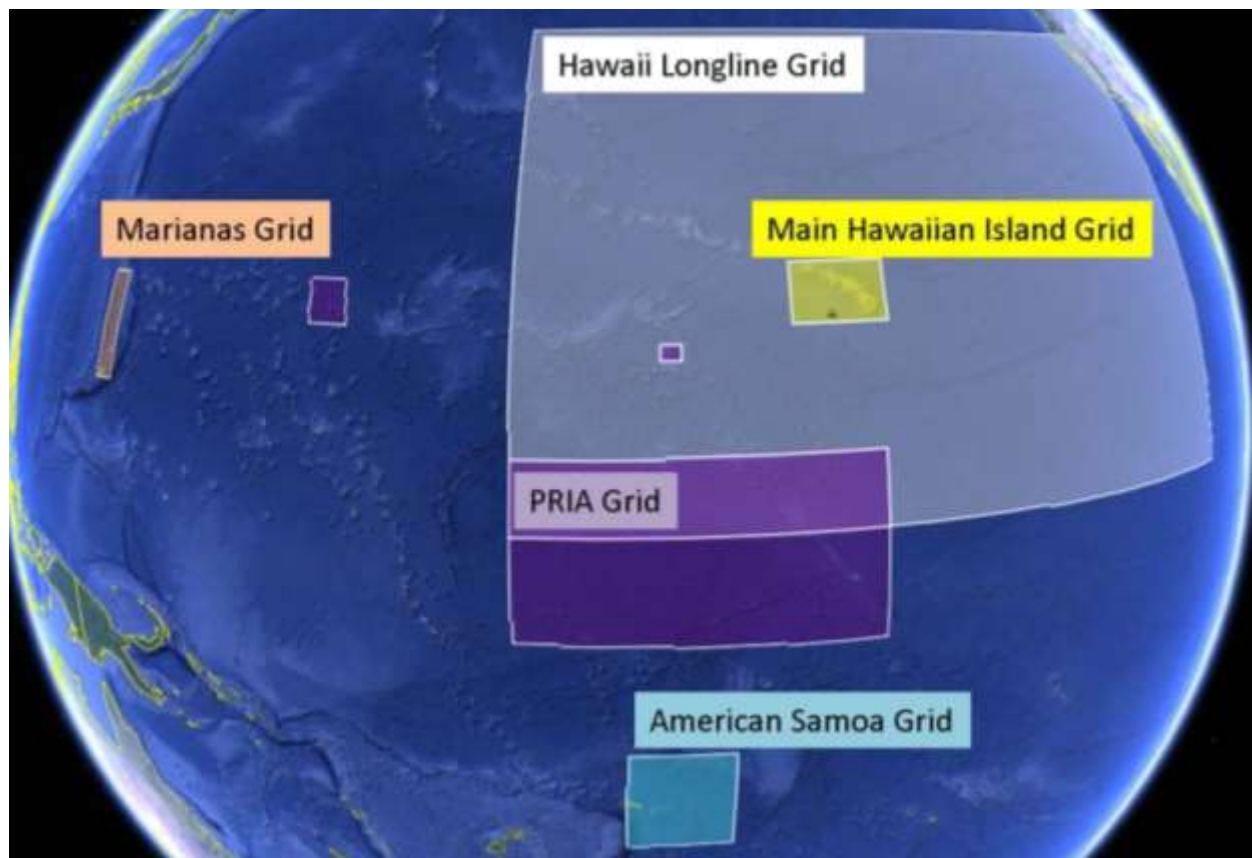 Hawaii Longline Grid
Marianas Grid
Main Hawaiian Island Grid
PRIA Grid
American Samoa Grid